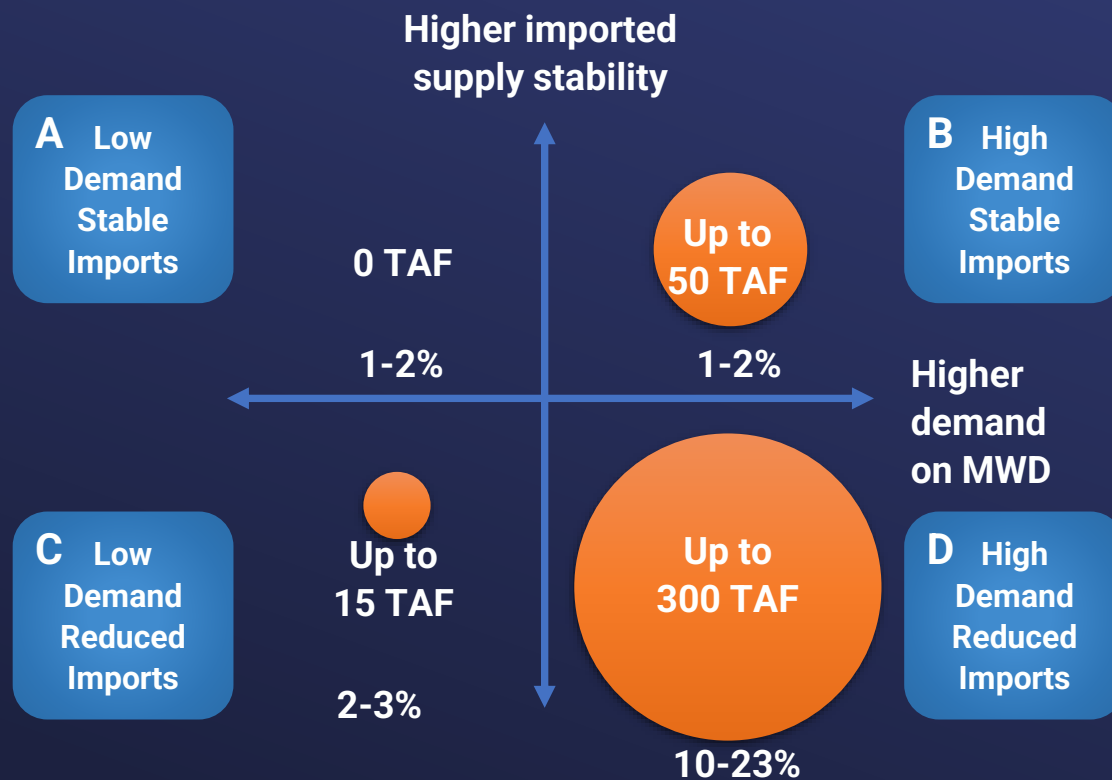 Higher imported
supply stability
A
Low
Demand
Stable
Imports
B
High
Demand
Stable
Imports
0 TAF
1-2%
Up to
50 TAF
1-2%
Higher
demand
on MWD
C
Low
Demand
Reduced
Imports
Up to
15 TAF
2-3%
Up to
300 TAF
10-23%
D
High
Demand
Reduced
Imports